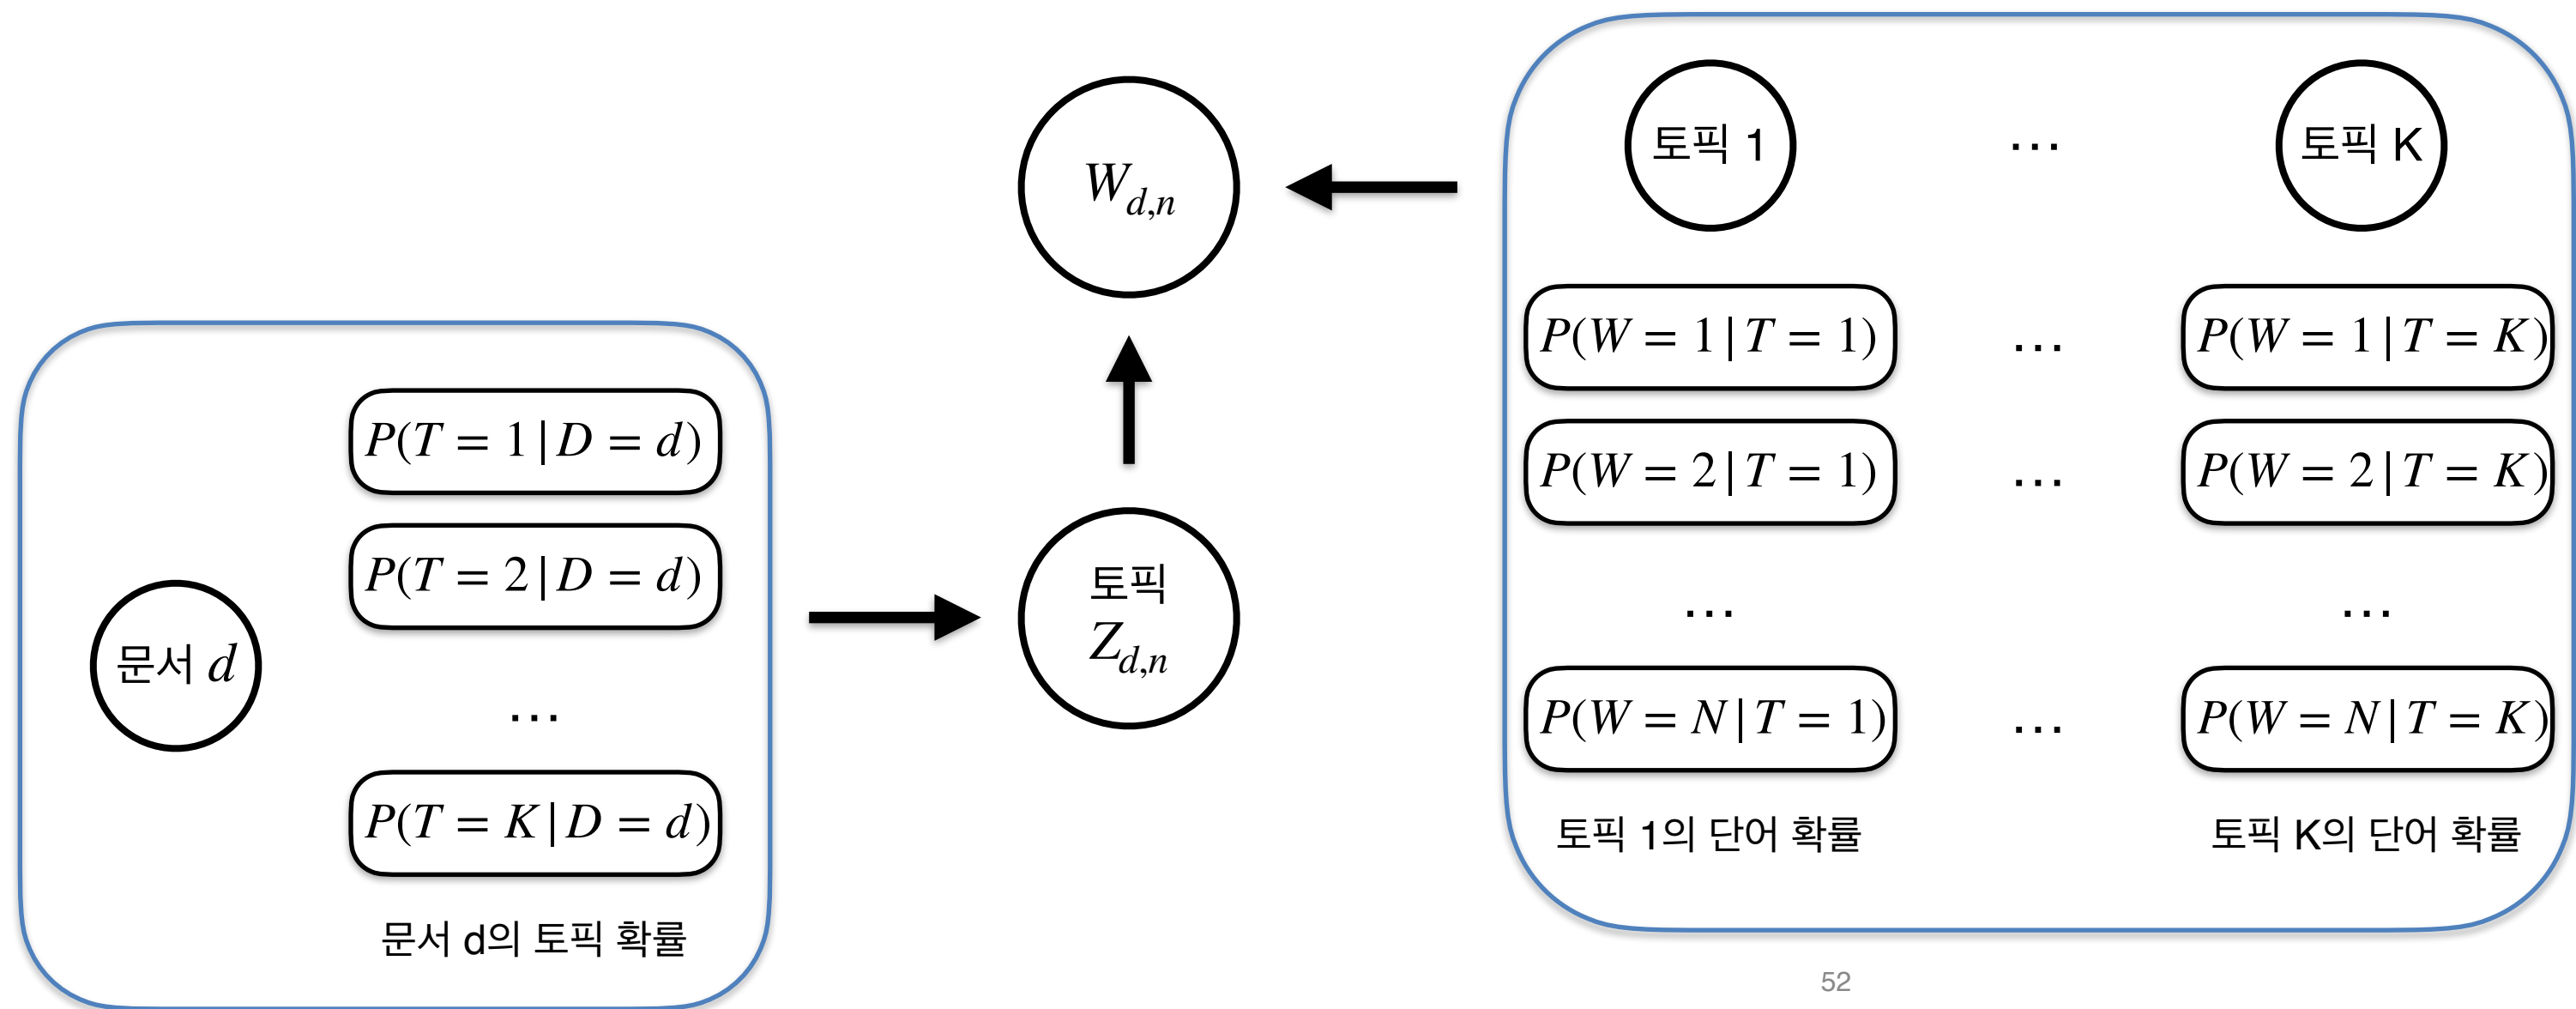 문서 d
P(T = 1 | D = d)
P(T = 2 | D = d)
...
P(T = K | D = d)
문서 d의 토픽 확률
W_{d,n}
토픽
Z_{d,n}
토픽 1 ... 토픽 K
P(W = 1 | T = 1) ... P(W = 1 | T = K)
P(W = 2 | T = 1) ... P(W = 2 | T = K)
... ...
P(W = N | T = 1) ... P(W = N | T = K)
토픽 1의 단어 확률 토픽 K의 단어 확률
52